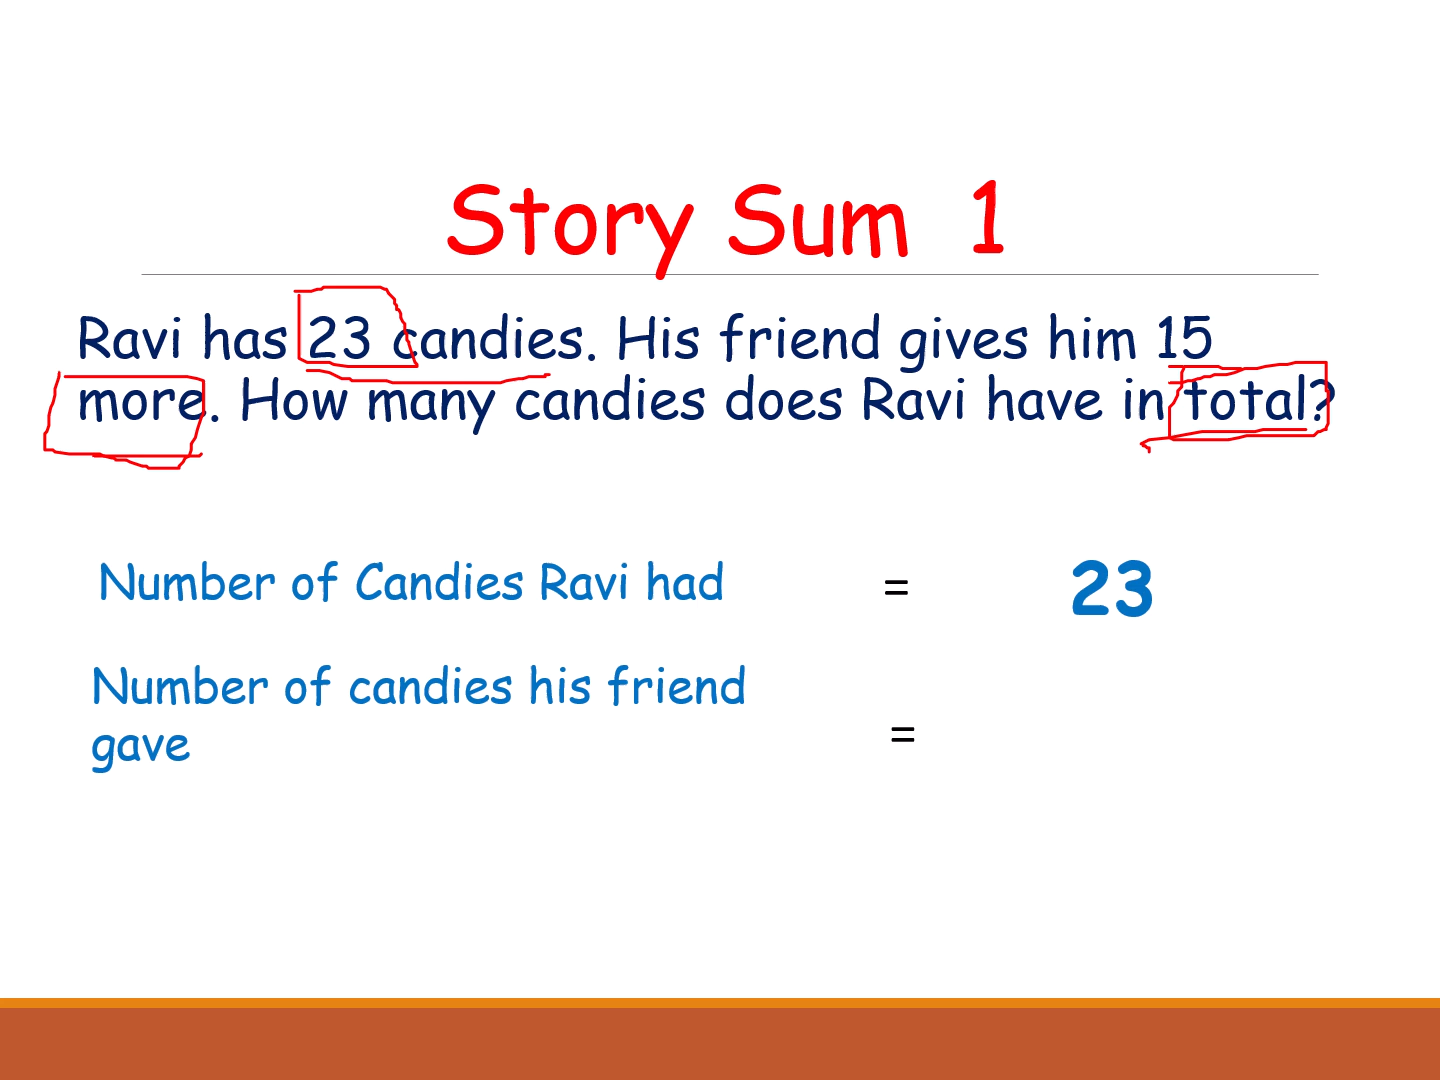 Story Sum 1
Ravi has 23 candies. His friend gives him 15
more. How many candies does Ravi have in total?
Number of Candies Ravi had = 23
Number of candies his friend
gave =